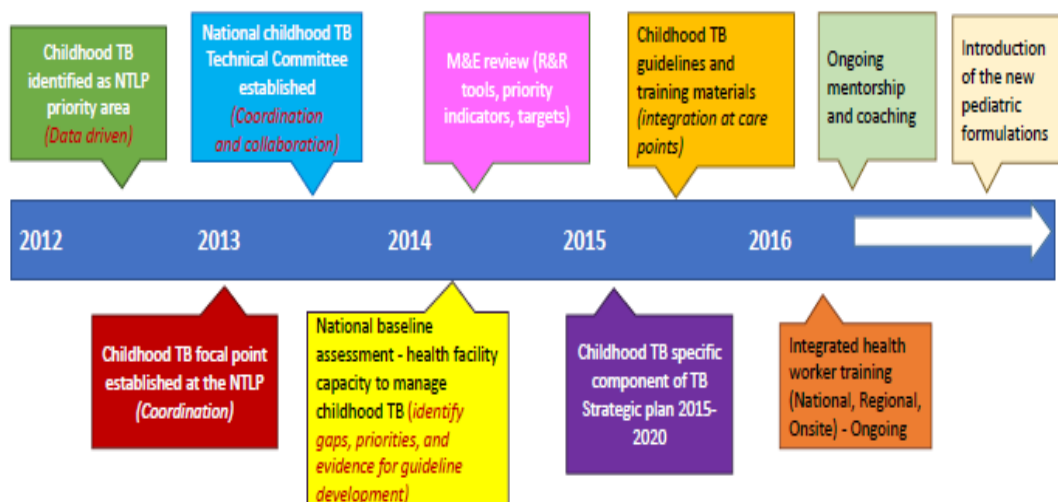 Childhood TB
identified as NTLP
priority area
(Data driven)
National childhood TB
Technical Committee
established
(Coordination
and collaboration)
M&E review (R&R
tools, priority
indicators, targets)
Childhood TB
guidelines and
training materials
(integration at care
points)
Ongoing
mentorship
and coaching
Introduction
of the new
pediatric
formulations
2012
2013
2014
2015
2016
Childhood TB focal point
established at the NTLP
(Coordination)
National baseline
assessment - health facility
capacity to manage
childhood TB (identify
gaps, priorities, and
evidence for guideline
development)
Childhood TB specific
component of TB
Strategic plan 2015-
2020
Integrated health
worker training
(National, Regional,
Onsite) - Ongoing